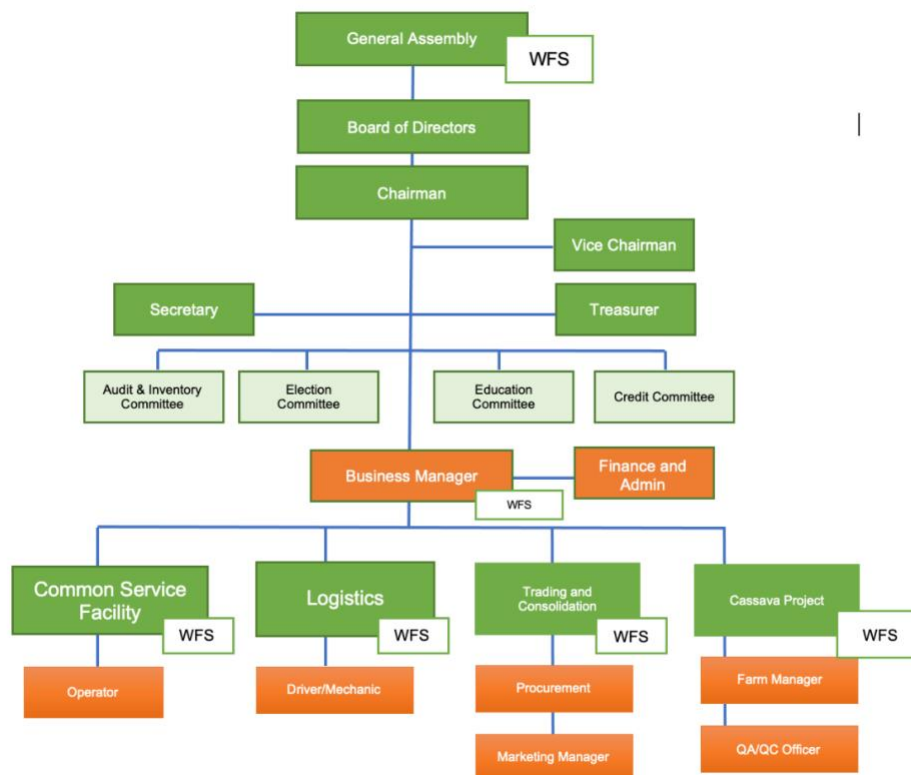 General Assembly
WFS
Board of Directors
Chairman
Vice Chairman
Secretary
Treasurer
Audit & Inventory
Committee
Election
Committee
Education
Committee
Credit Committee
Business Manager
WFS
Finance and
Admin
Common Service
Facility
WFS
Logistics
WFS
Trading and
Consolidation
WFS
Cassava Project
WFS
Operator
Driver/Mechanic
Procurement
Farm Manager
Marketing Manager
QA/QC Officer